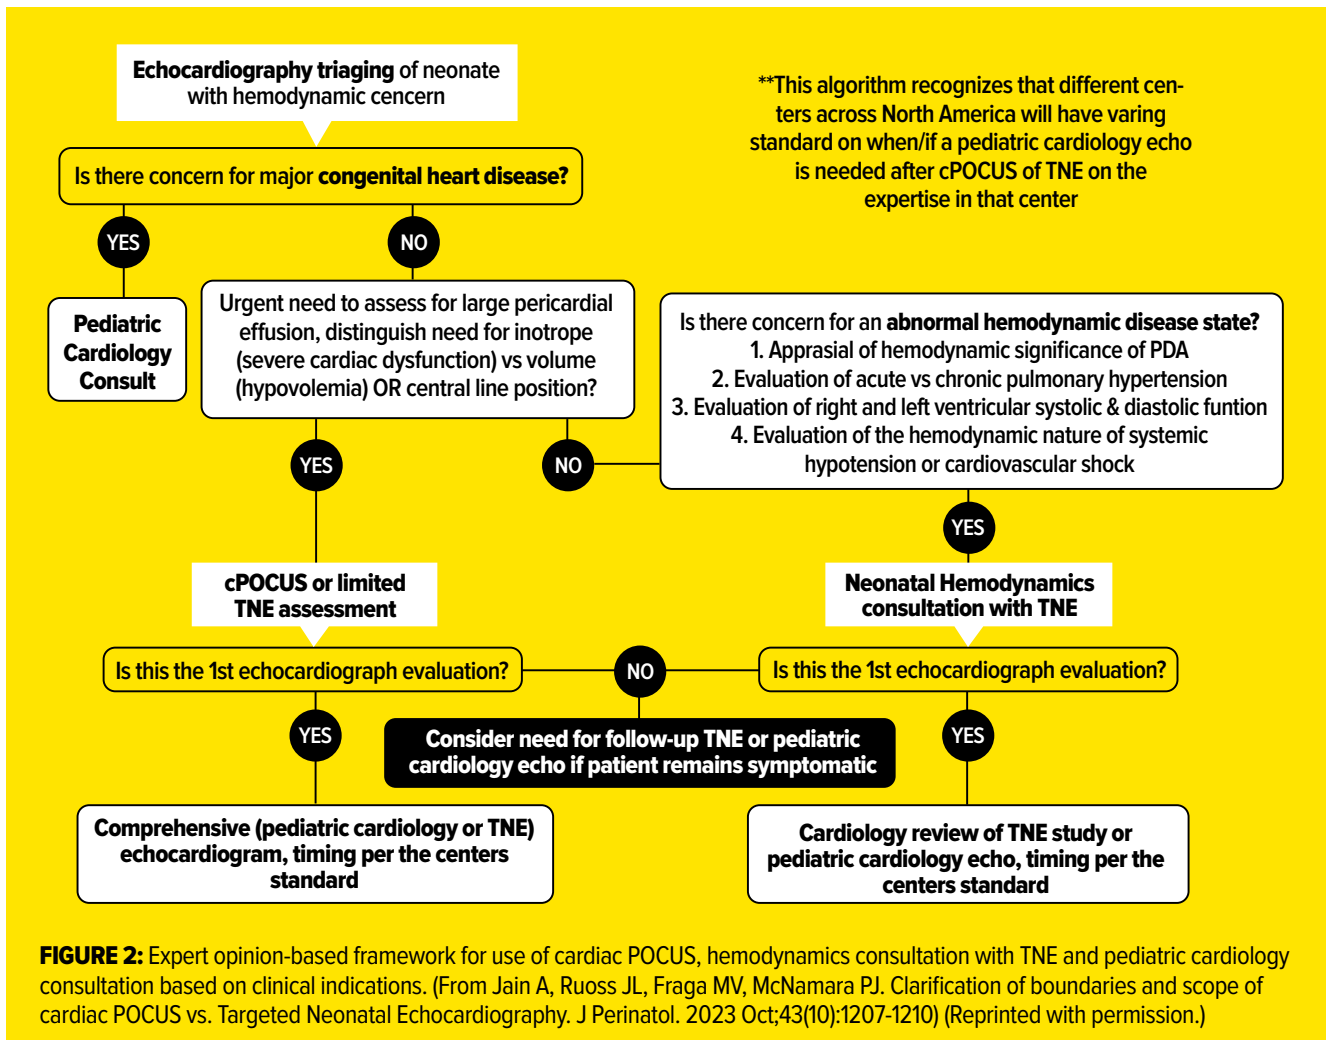 Echocardiography triaging of neonate
with hemodynamic cencern
**This algorithm recognizes that different cen-
ters across North America will have varing
standard on when/if a pediatric cardiology echo
is needed after cPOCUS of TNE on the
expertise in that center
Is there concern for major congenital heart disease?
YES
NO
Pediatric
Cardiology
Consult
Urgent need to assess for large pericardial
effusion, distinguish need for inotrope
(severe cardiac dysfunction) vs volume
(hypovolemia) OR central line position?
Is there concern for an abnormal hemodynamic disease state?
1. Apprasial of hemodynamic significance of PDA
2. Evaluation of acute vs chronic pulmonary hypertension
3. Evaluation of right and left ventricular systolic & diastolic funtion
4. Evaluation of the hemodynamic nature of systemic
hypotension or cardiovascular shock
YES
NO
YES
cPOCUS or limited
TNE assessment
Neonatal Hemodynamics
consultation with TNE
Is this the 1st echocardiograph evaluation?
NO
Is this the 1st echocardiograph evaluation?
YES
Consider need for follow-up TNE or pediatric
cardiology echo if patient remains symptomatic
YES
Comprehensive (pediatric cardiology or TNE)
echocardiogram, timing per the centers
standard
Cardiology review of TNE study or
pediatric cardiology echo, timing per the
centers standard
FIGURE 2: Expert opinion-based framework for use of cardiac POCUS, hemodynamics consultation with TNE and pediatric cardiology
consultation based on clinical indications. (From Jain A, Ruoss JL, Fraga MV, McNamara PJ. Clarification of boundaries and scope of
cardiac POCUS vs. Targeted Neonatal Echocardiography. J Perinatol. 2023 Oct;43(10):1207-1210) (Reprinted with permission.)